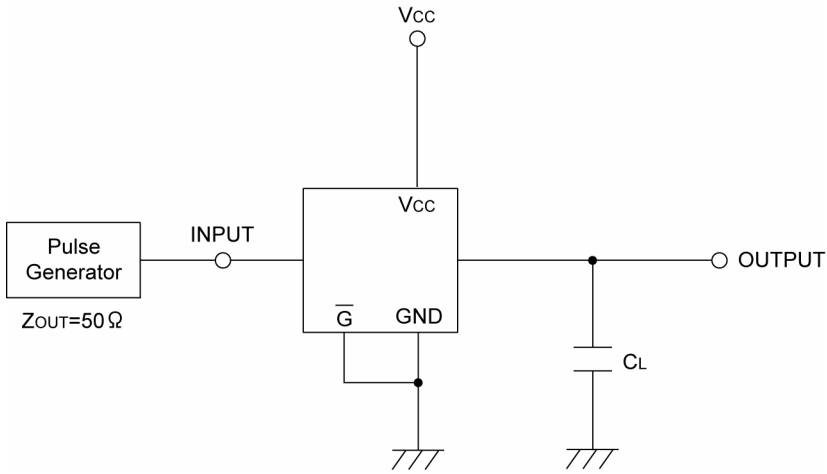 VCC
VCC
INPUT
Pulse
Generator
ZOUT=50Ω
G̅
GND
OUTPUT
CL